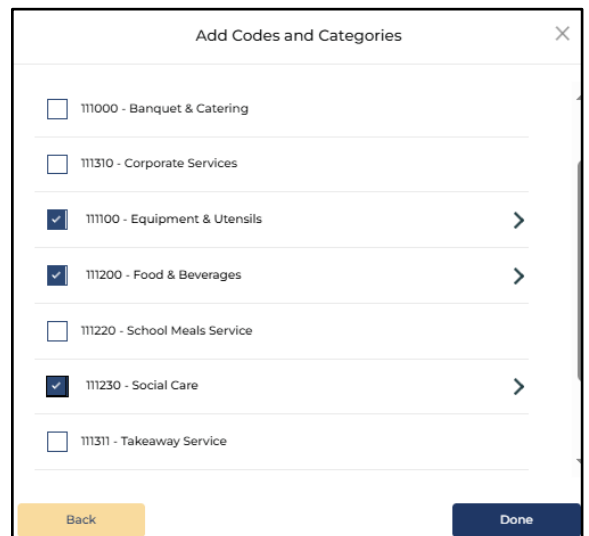 Add Codes and Categories
111000 - Banquet & Catering
111310 - Corporate Services
111100 - Equipment & Utensils
111200 - Food & Beverages
111220 - School Meals Service
111230 - Social Care
111311 - Takeaway Service
Back
Done